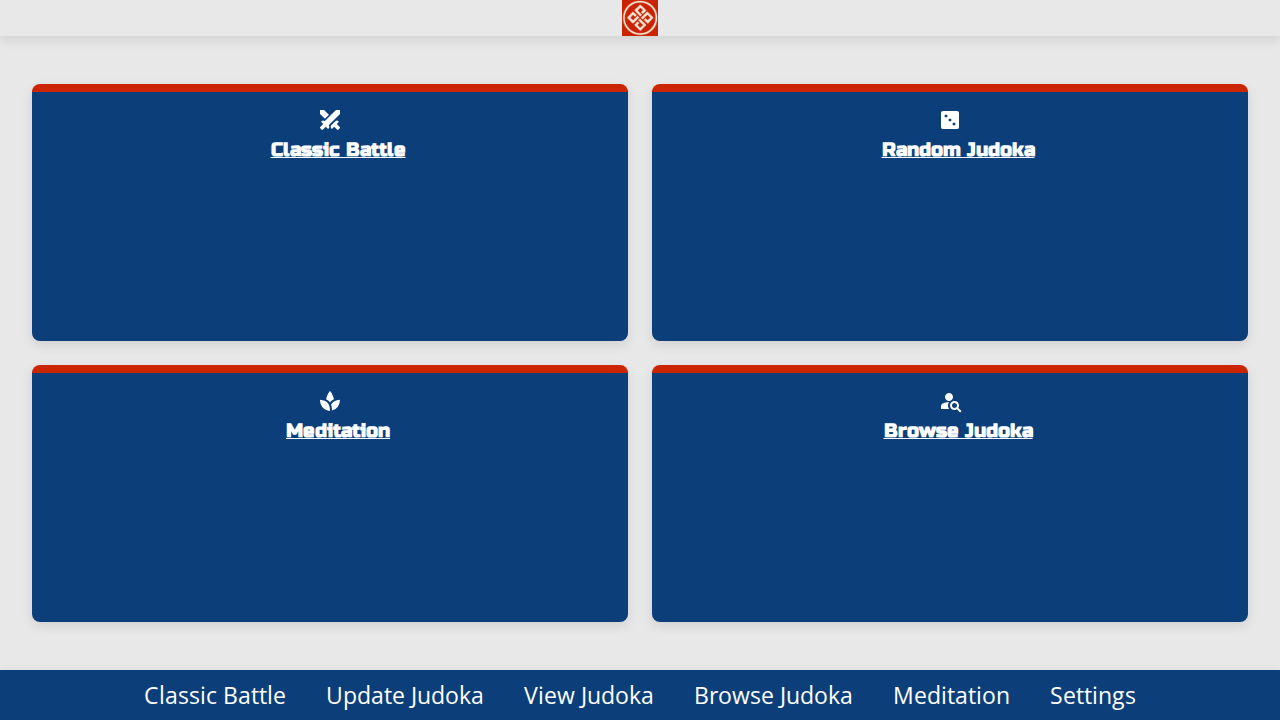 Classic Battle
Random Judoka
Meditation
Browse Judoka
Classic Battle Update Judoka View Judoka Browse Judoka Meditation Settings